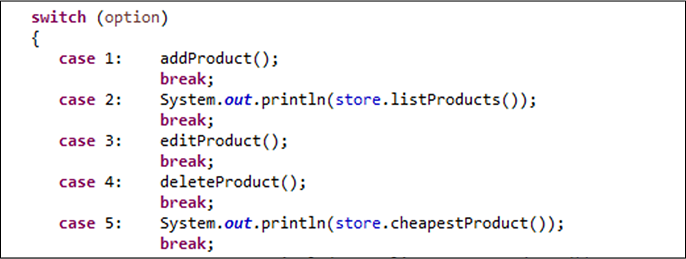 switch (option)
{
case 1: addProduct();
break;
case 2: System.out.println(store.listProducts());
break;
case 3: editProduct();
break;
case 4: deleteProduct();
break;
case 5: System.out.println(store.cheapestProduct());
break;